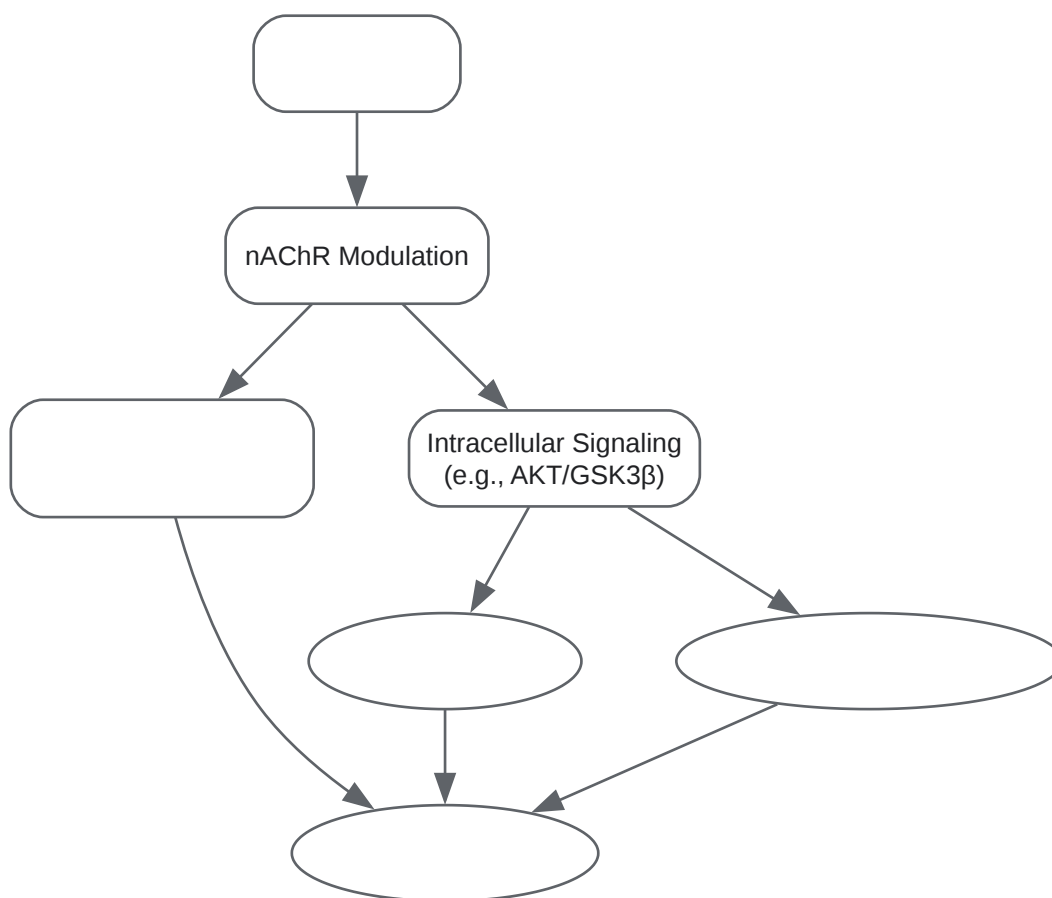 nAChR Modulation
Intracellular Signaling
(e.g., AKT/GSK3β)